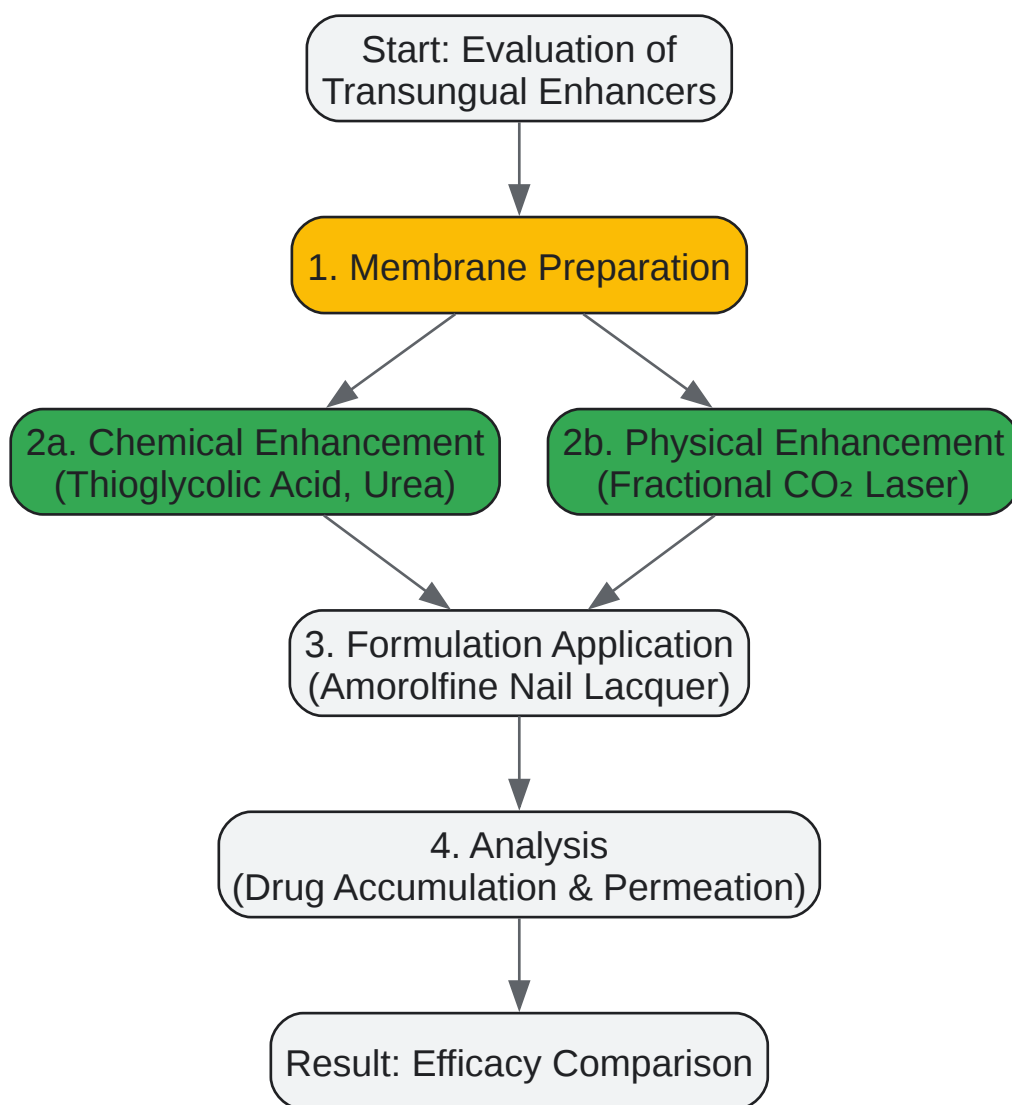 Start: Evaluation of
Transungual Enhancers
1. Membrane Preparation
2a. Chemical Enhancement
(Thioglycolic Acid, Urea)
2b. Physical Enhancement
(Fractional CO₂ Laser)
3. Formulation Application
(Amorolfine Nail Lacquer)
4. Analysis
(Drug Accumulation & Permeation)
Result: Efficacy Comparison